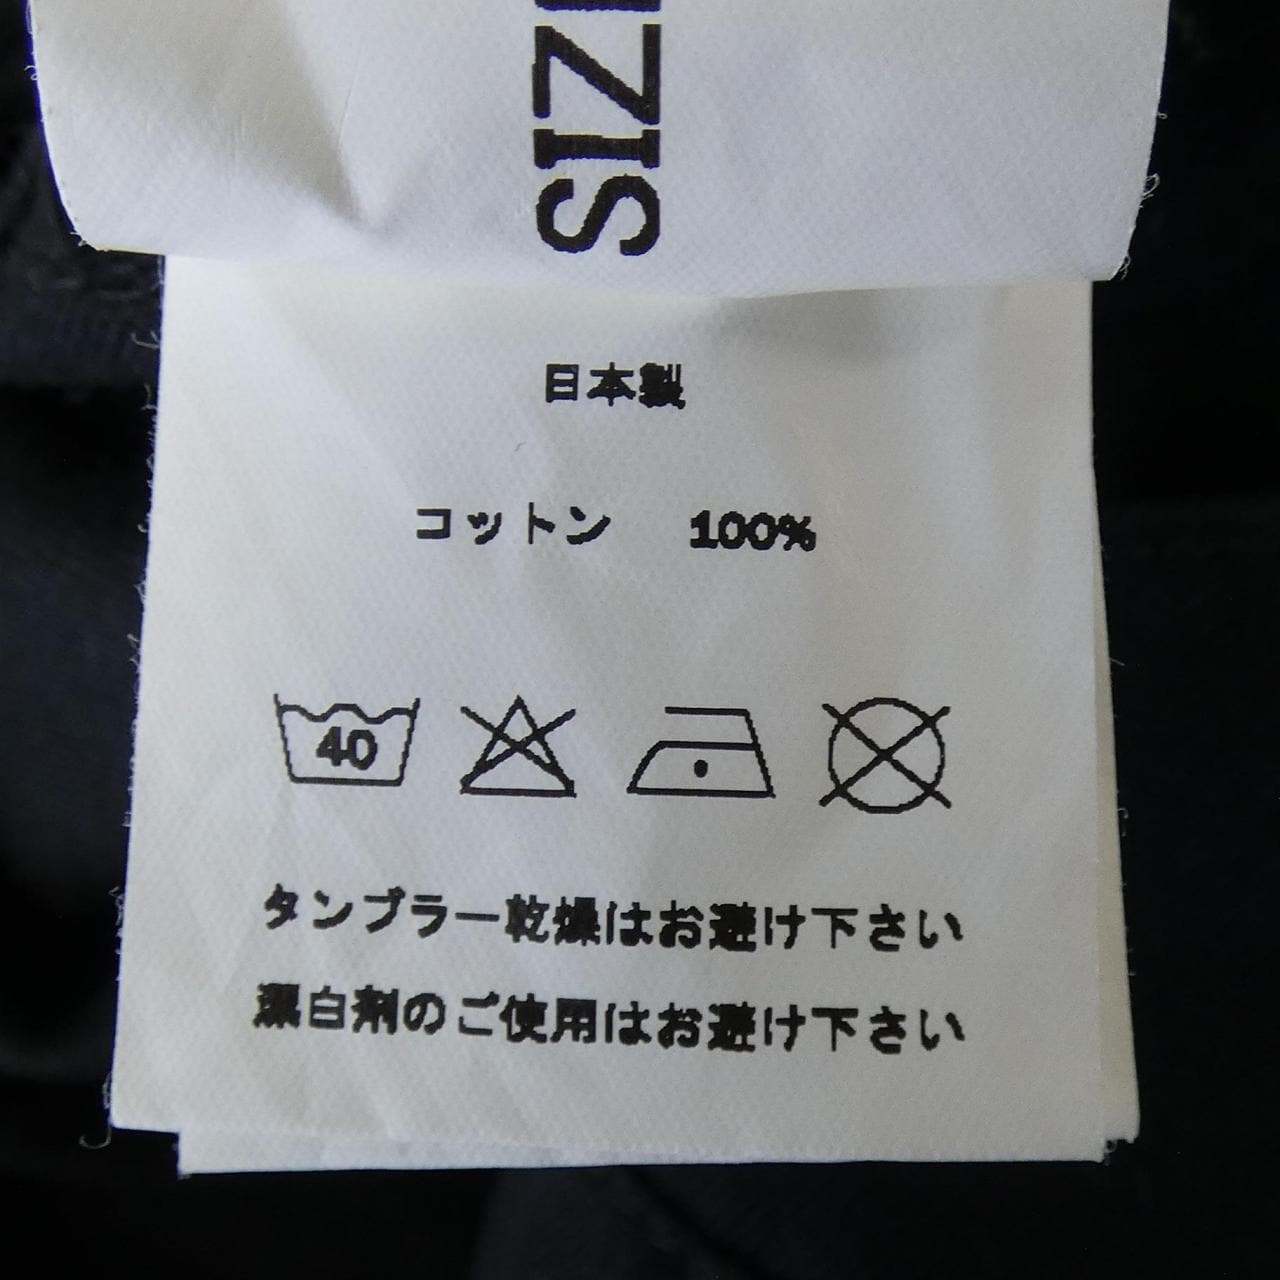 SIZE
日本製
コットン 100%
40
タンブラー乾燥はお避け下さい
漂白剤のご使用はお避け下さい